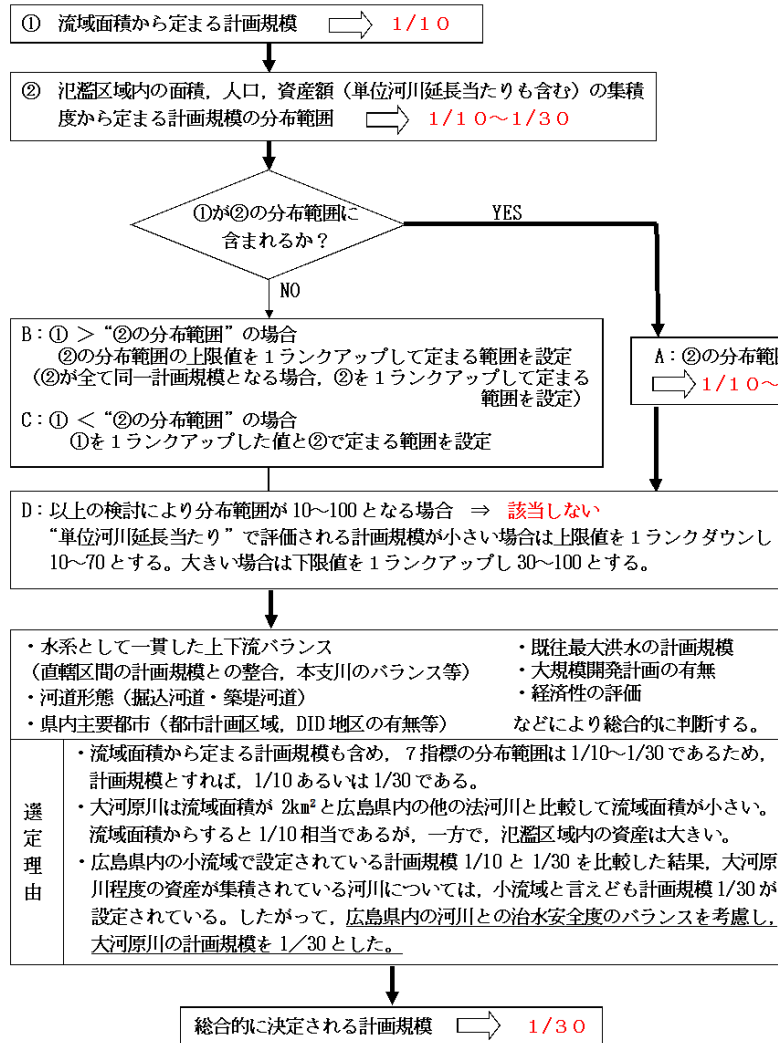 ① 流域面積から定まる計画規模 1/10
② 氾濫区域内の面積,人口,資産額(単位河川延長当たりも含む)の集積
度から定まる計画規模の分布範囲 1/10～1/30
①が②の分布範囲に
含まれるか?
YES
NO
B:① > “②の分布範囲”の場合
②の分布範囲の上限値を1ランクアップして定まる範囲を設定
(②が全て同一計画規模となる場合,②を1ランクアップして定まる
範囲を設定)
C:① < “②の分布範囲”の場合
①を1ランクアップした値と②で定まる範囲を設定
A:②の分布範
1/10～
D:以上の検討により分布範囲が10～100となる場合 ⇒ 該当しない
“単位河川延長当たり”で評価される計画規模が小さい場合は上限値を1ランクダウンし
10～70とする。大きい場合は下限値を1ランクアップし30～100とする。
・水系として一貫した上下流バランス
(直轄区間の計画規模との整合,本支川のバランス等)
・河道形態(掘込河道・築堤河道)
・県内主要都市(都市計画区域,DID地区の有無等)
・既往最大洪水の計画規模
・大規模開発計画の有無
・経済性の評価
などにより総合的に判断する。
選定理由
・流域面積から定まる計画規模も含め,7指標の分布範囲は1/10～1/30であるため,
計画規模とすれば,1/10あるいは1/30である。
・大河原川は流域面積が2km²と広島県内の他の法河川と比較して流域面積が小さい。
流域面積からすると1/10相当であるが,一方で,氾濫区域内の資産は大きい。
・広島県内の小流域で設定されている計画規模1/10と1/30を比較した結果,大河原
川程度の資産が集積されている河川については,小流域と言えども計画規模1/30が
設定されている。したがって,広島県内の河川との治水安全度のバランスを考慮し,
大河原川の計画規模を1／30とした。
総合的に決定される計画規模 1/30